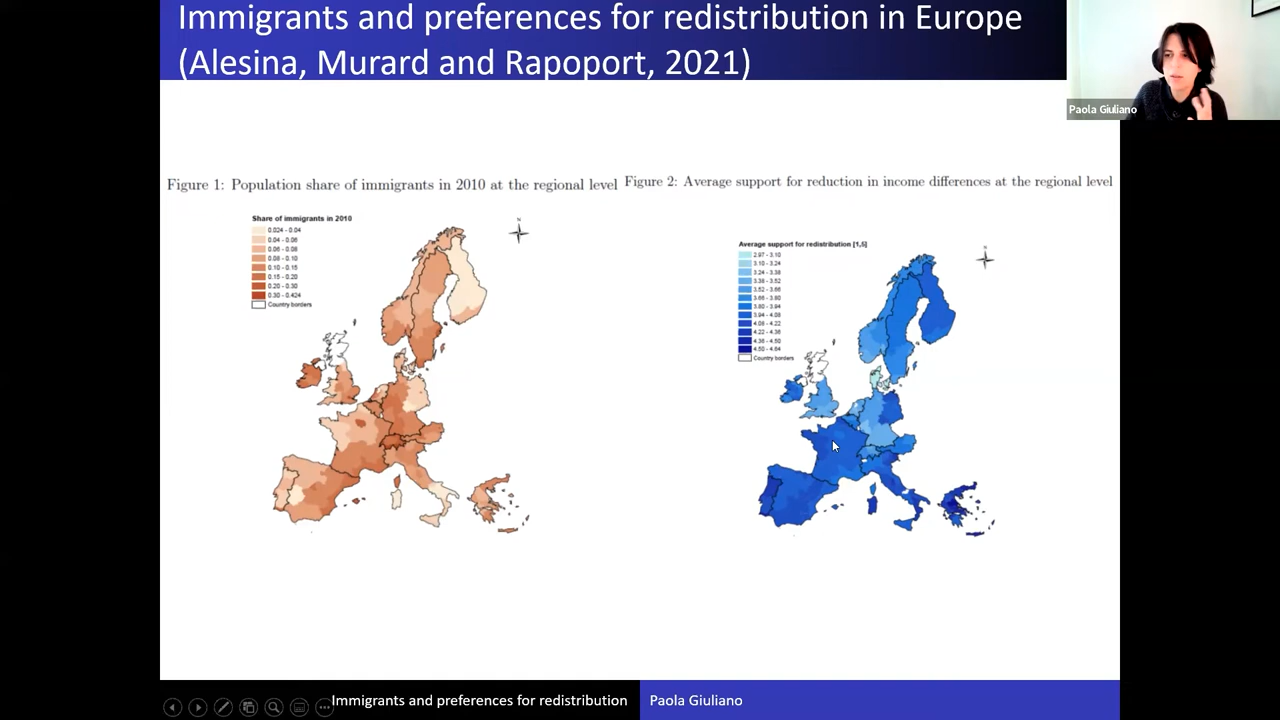 Immigrants and preferences for redistribution in Europe
(Alesina, Murard and Rapoport, 2021)
Paola Giuliano
Figure 1: Population share of immigrants in 2010 at the regional level
Figure 2: Average support for reduction in income differences at the regional level
Share of immigrants in 2010
0.024 - 0.04
0.04 - 0.06
0.06 - 0.08
0.08 - 0.10
0.10 - 0.15
0.15 - 0.20
0.20 - 0.30
0.30 - 0.424
Country borders
N
Average support for redistribution [1,5]
2.97 - 3.10
3.10 - 3.24
3.24 - 3.38
3.38 - 3.52
3.52 - 3.66
3.66 - 3.80
3.80 - 3.94
3.94 - 4.08
4.08 - 4.22
4.22 - 4.36
4.36 - 4.50
4.50 - 4.64
Country borders
N
Immigrants and preferences for redistribution
Paola Giuliano